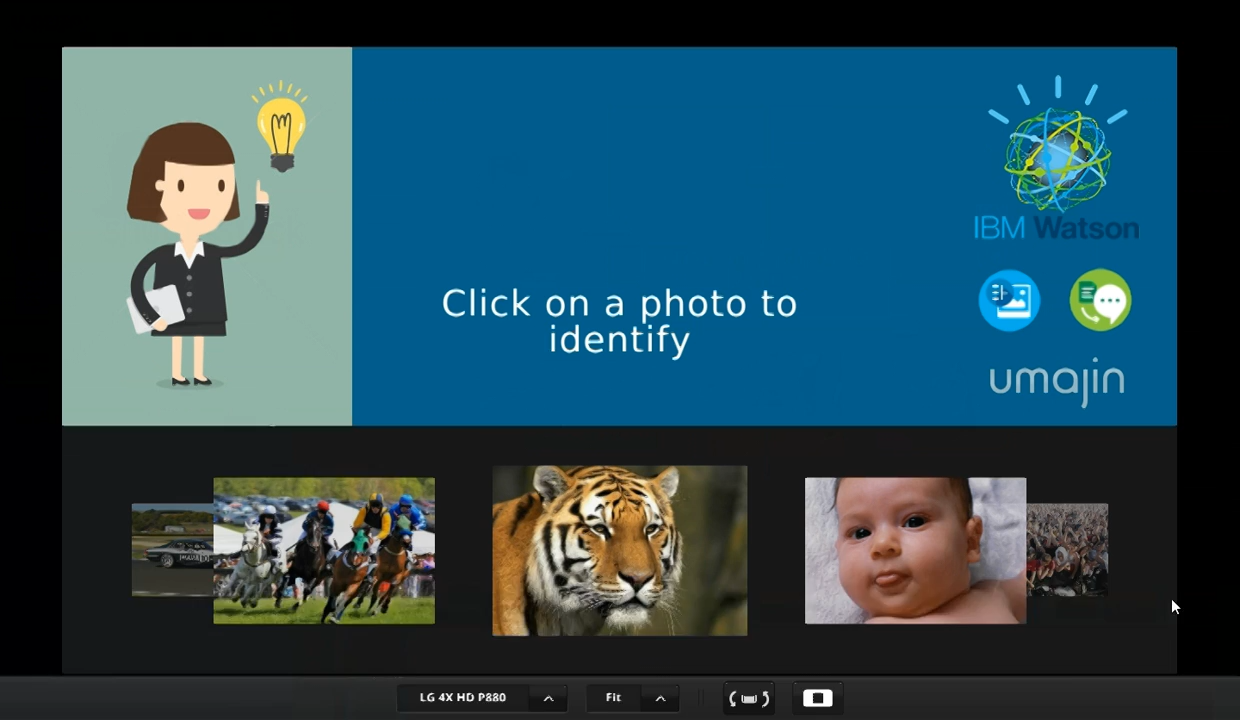 IBM Watson
Click on a photo to
identify
umajin
LG 4X HD P880
Fit